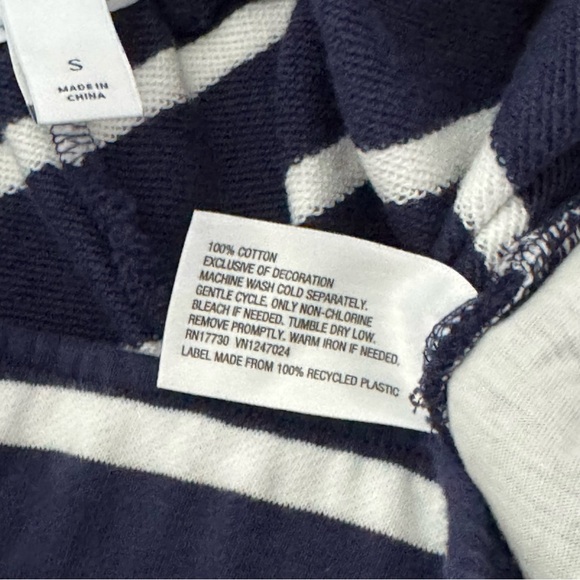 S
MADE IN
CHINA
100% COTTON
EXCLUSIVE OF DECORATION
MACHINE WASH COLD SEPARATELY.
GENTLE CYCLE. ONLY NON-CHLORINE
BLEACH IF NEEDED. TUMBLE DRY LOW.
REMOVE PROMPTLY. WARM IRON IF NEEDED.
RN17730 VN1247024
LABEL MADE FROM 100% RECYCLED PLASTIC